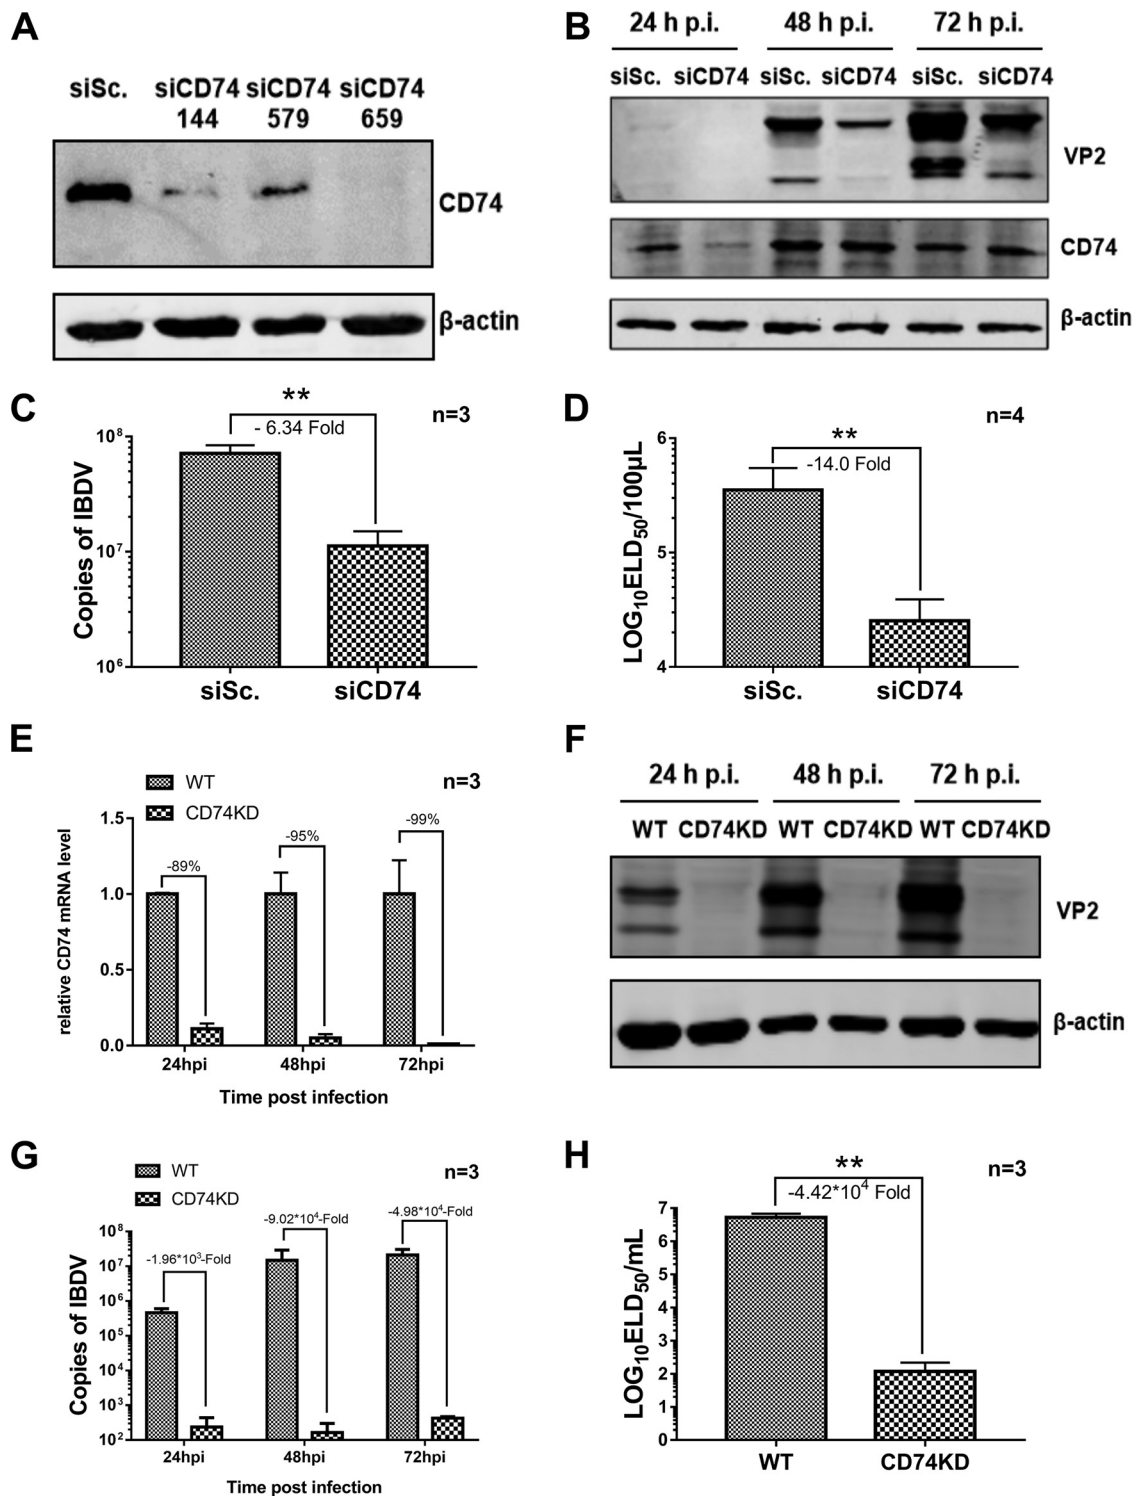 A
siSc. siCD74 siCD74 siCD74
144 579 659
CD74
β-actin
B
24 h p.i. 48 h p.i. 72 h p.i.
siSc. siCD74 siSc. siCD74 siSc. siCD74
VP2
CD74
β-actin
C
** n=3
- 6.34 Fold
Copies of IBDV
10⁸
10⁷
10⁶
siSc. siCD74
D
** n=4
-14.0 Fold
LOG₁₀ELD₅₀/100μL
6
5
4
siSc. siCD74
E
WT
CD74KD
n=3
relative CD74 mRNA level
1.5
1.0
0.5
0.0
-89% -95% -99%
24hpi 48hpi 72hpi
Time post infection
F
24 h p.i. 48 h p.i. 72 h p.i.
WT CD74KD WT CD74KD WT CD74KD
VP2
β-actin
G
WT
CD74KD
n=3
Copies of IBDV
10⁸
10⁷
10⁶
10⁵
10⁴
10³
10²
-1.96*10³-Fold -9.02*10⁴-Fold -4.98*10⁴-Fold
24hpi 48hpi 72hpi
Time post infection
H
** n=3
-4.42*10⁴ Fold
LOG₁₀ELD₅₀/mL
7
6
5
4
3
2
1
0
WT CD74KD